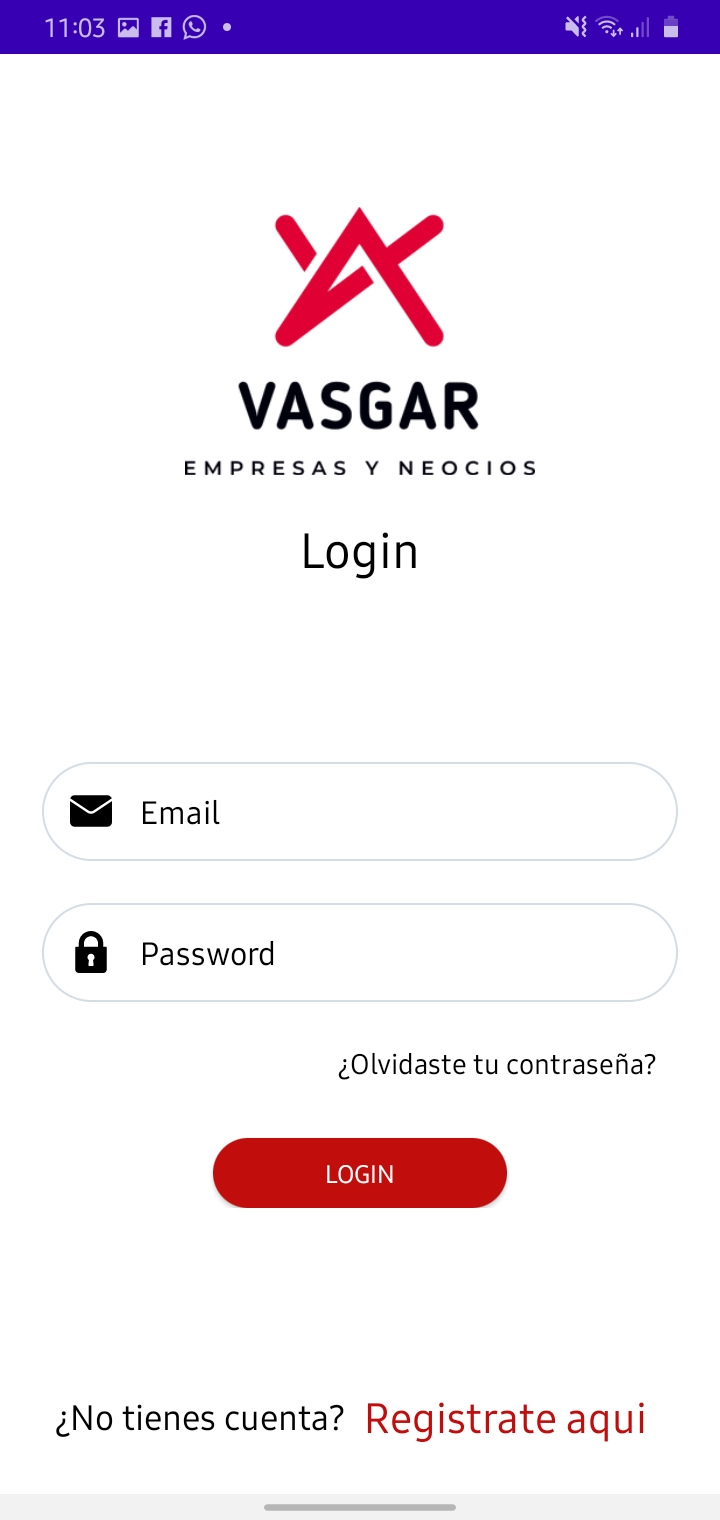 11:03
VASGAR
EMPRESAS Y NEOCIOS
Login
Email
Password
¿Olvidaste tu contraseña?
LOGIN
¿No tienes cuenta? Registrate aqui